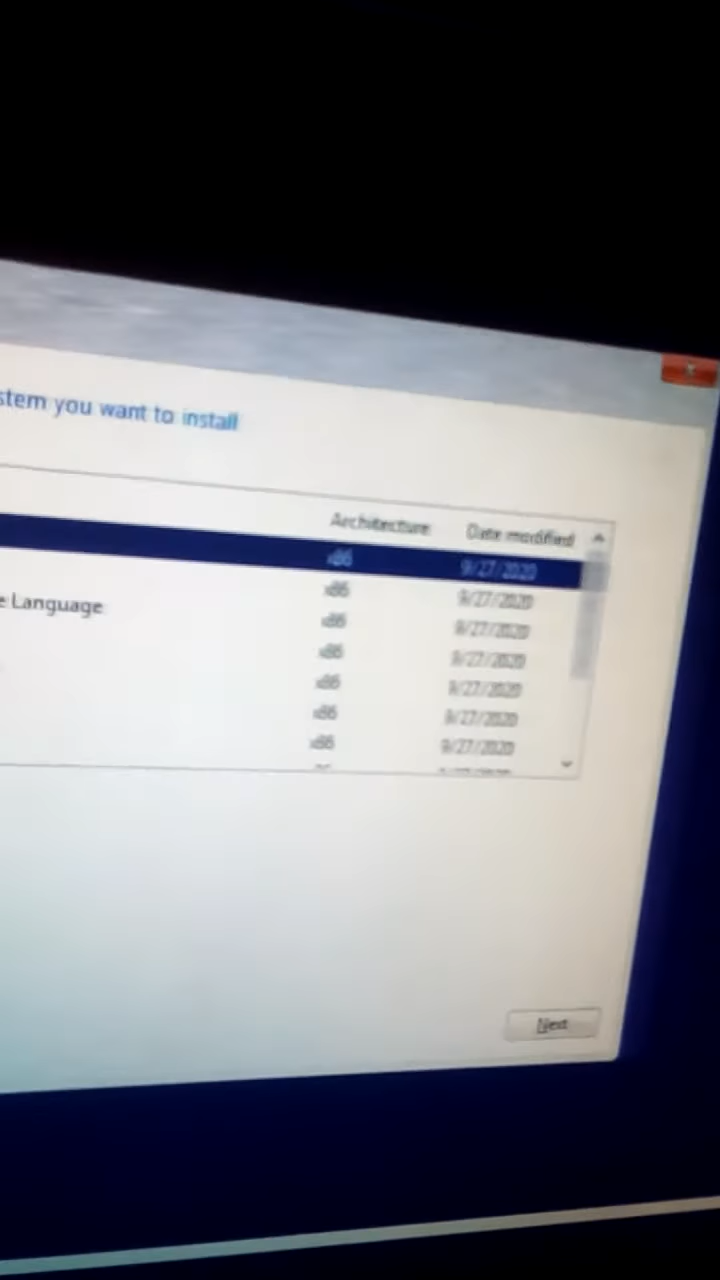 stem you want to install
Architecture Date modified
x86 9/27/2020
x86 9/27/2020
e Language x86 9/27/2020
x86 9/27/2020
x86 9/27/2020
x86 9/27/2020
x86 9/27/2020
Next